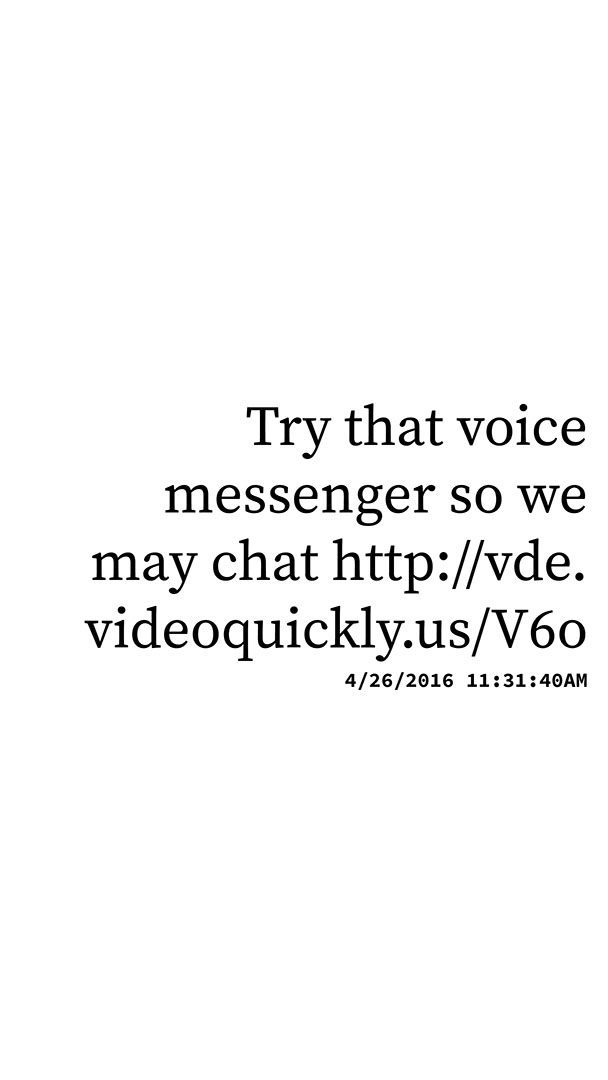 Try that voice
messenger so we
may chat http://vde.
videoquickly.us/V6o
4/26/2016 11:31:40AM